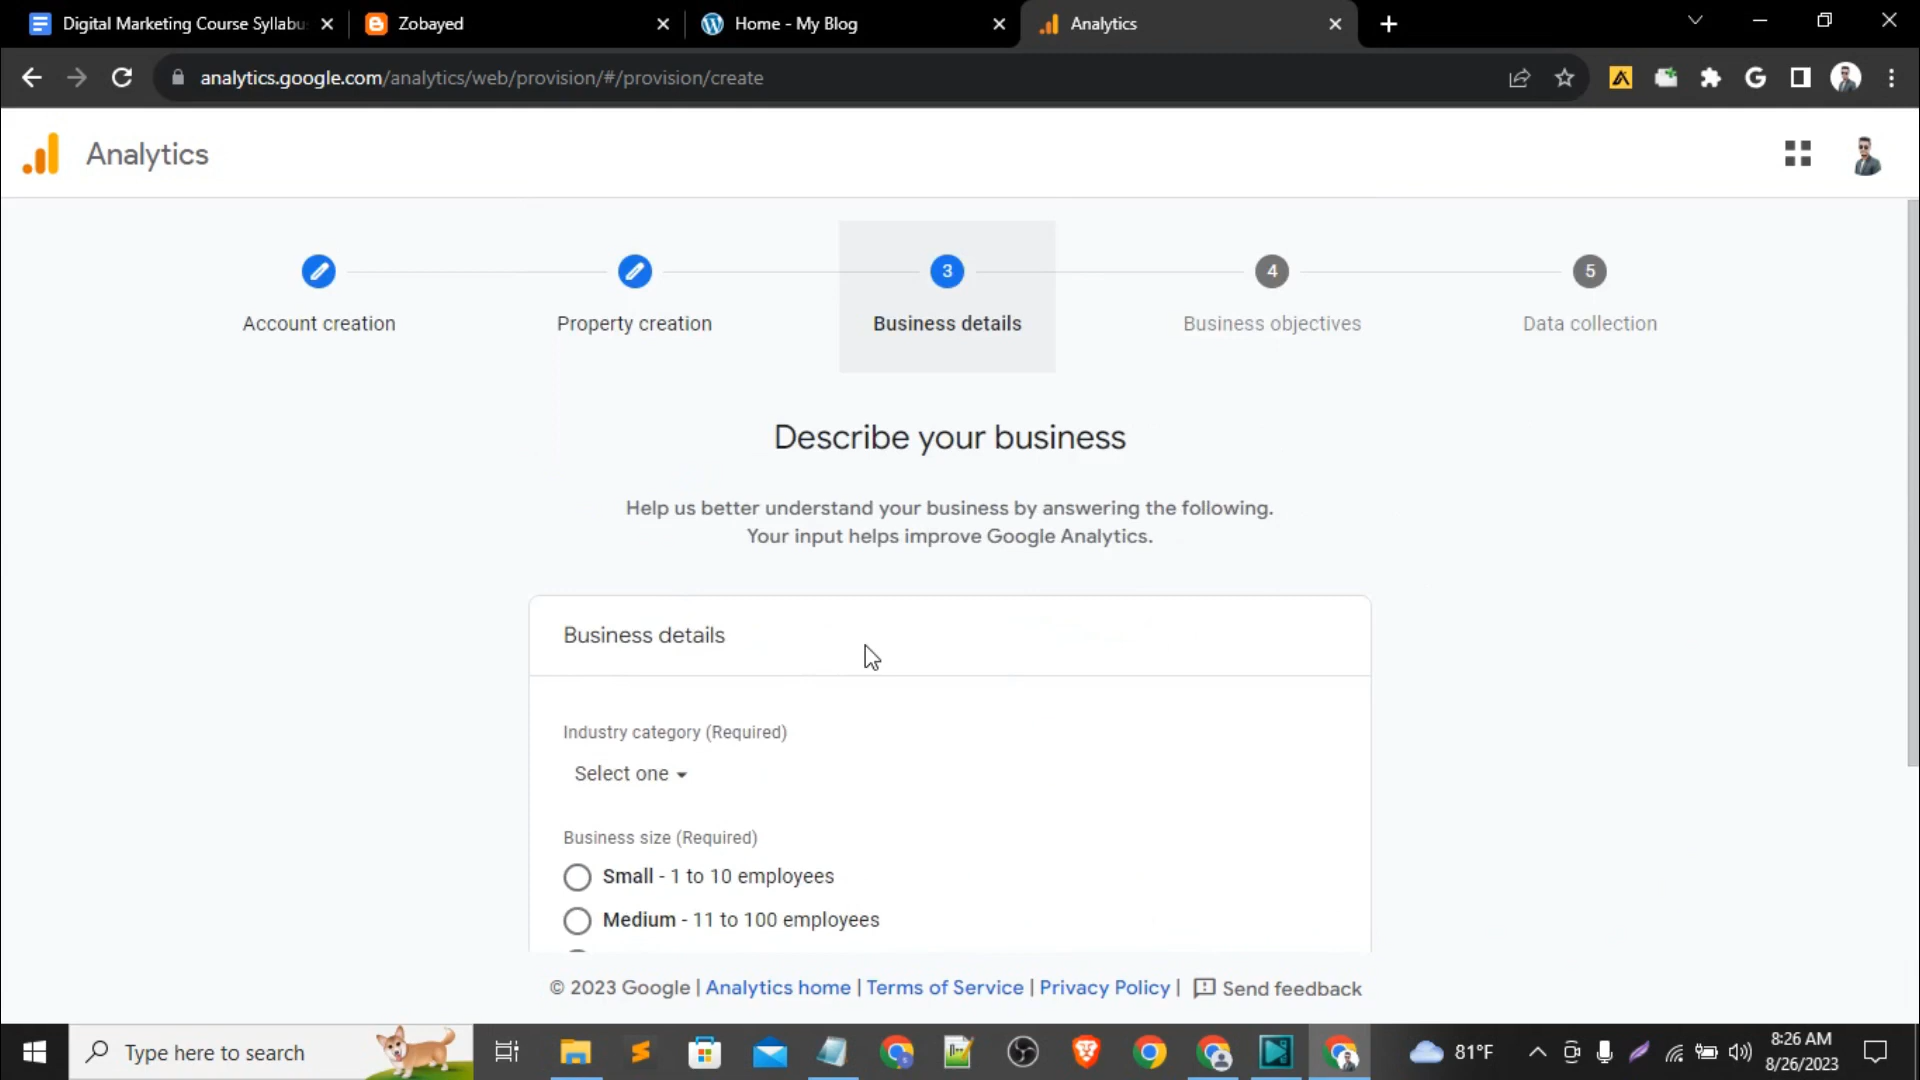 Digital Marketing Course Syllabu
Zobayed
Home - My Blog
Analytics
analytics.google.com/analytics/web/provision/#/provision/create
Analytics
3
4
5
Account creation
Property creation
Business details
Business objectives
Data collection
Describe your business
Help us better understand your business by answering the following.
Your input helps improve Google Analytics.
Business details
Industry category (Required)
Select one
Business size (Required)
Small - 1 to 10 employees
Medium - 11 to 100 employees
© 2023 Google | Analytics home | Terms of Service | Privacy Policy | Send feedback
Type here to search
81°F
8:26 AM
8/26/2023